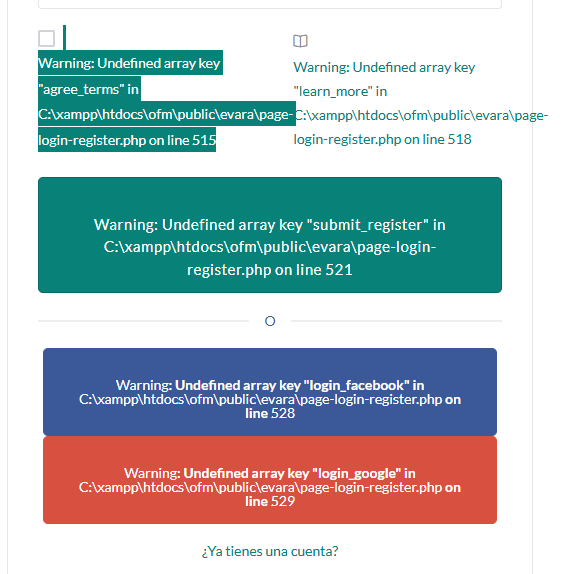 Warning: Undefined array key
"agree_terms" in
C:\xampp\htdocs\ofm\public\evara\page-
login-register.php on line 515
Warning: Undefined array key
"learn_more" in
C:\xampp\htdocs\ofm\public\evara\page-
login-register.php on line 518
Warning: Undefined array key "submit_register" in
C:\xampp\htdocs\ofm\public\evara\page-login-
register.php on line 521
O
Warning: Undefined array key "login_facebook" in
C:\xampp\htdocs\ofm\public\evara\page-login-register.php on
line 528
Warning: Undefined array key "login_google" in
C:\xampp\htdocs\ofm\public\evara\page-login-register.php on
line 529
¿Ya tienes una cuenta?